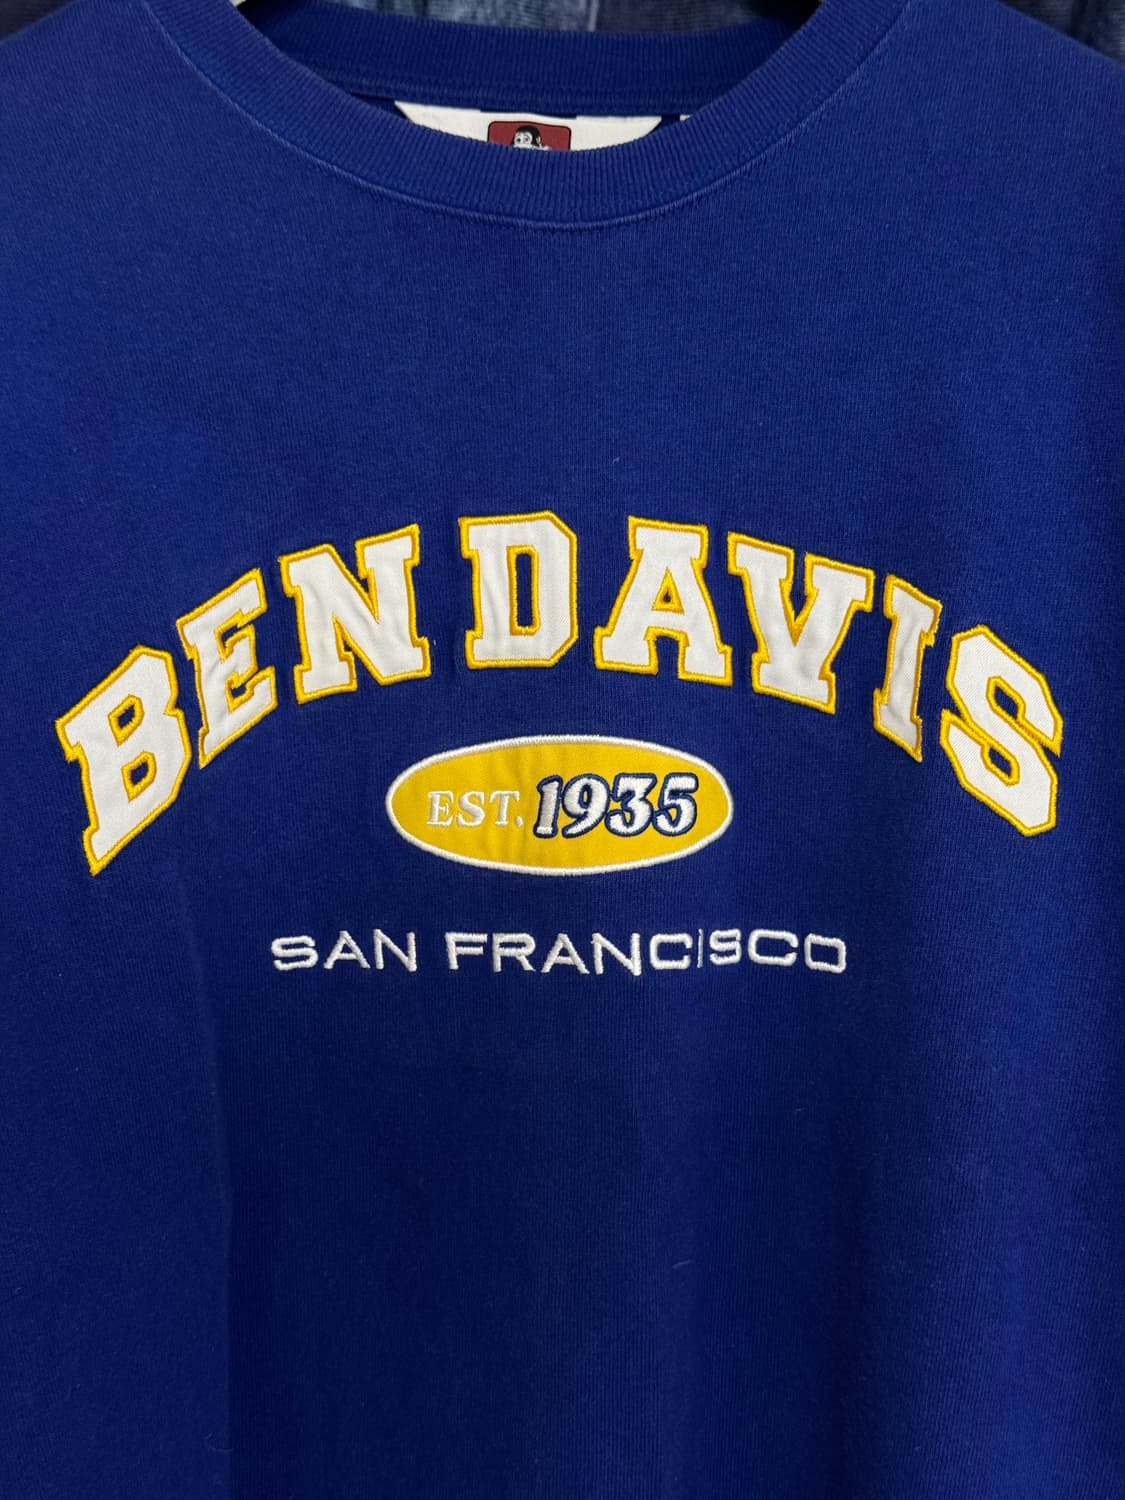 BEN DAVIS
EST. 1935
SAN FRANCISCO